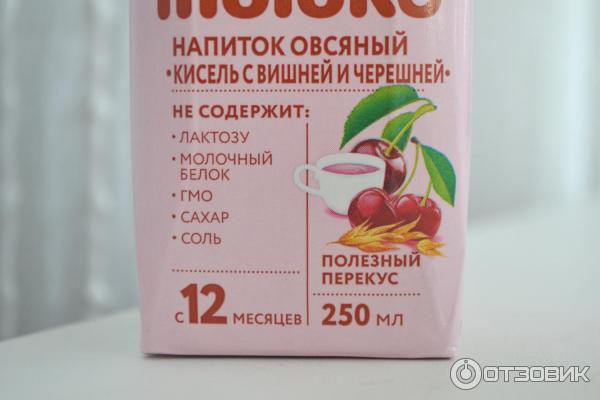 молоко
НАПИТОК ОВСЯНЫЙ
•КИСЕЛЬ С ВИШНЕЙ И ЧЕРЕШНЕЙ•
НЕ СОДЕРЖИТ:
• ЛАКТОЗУ
• МОЛОЧНЫЙ
БЕЛОК
• ГМО
• САХАР
• СОЛЬ
С 12 МЕСЯЦЕВ
ПОЛЕЗНЫЙ
ПЕРЕКУС
250 МЛ
ОТЗОВИК